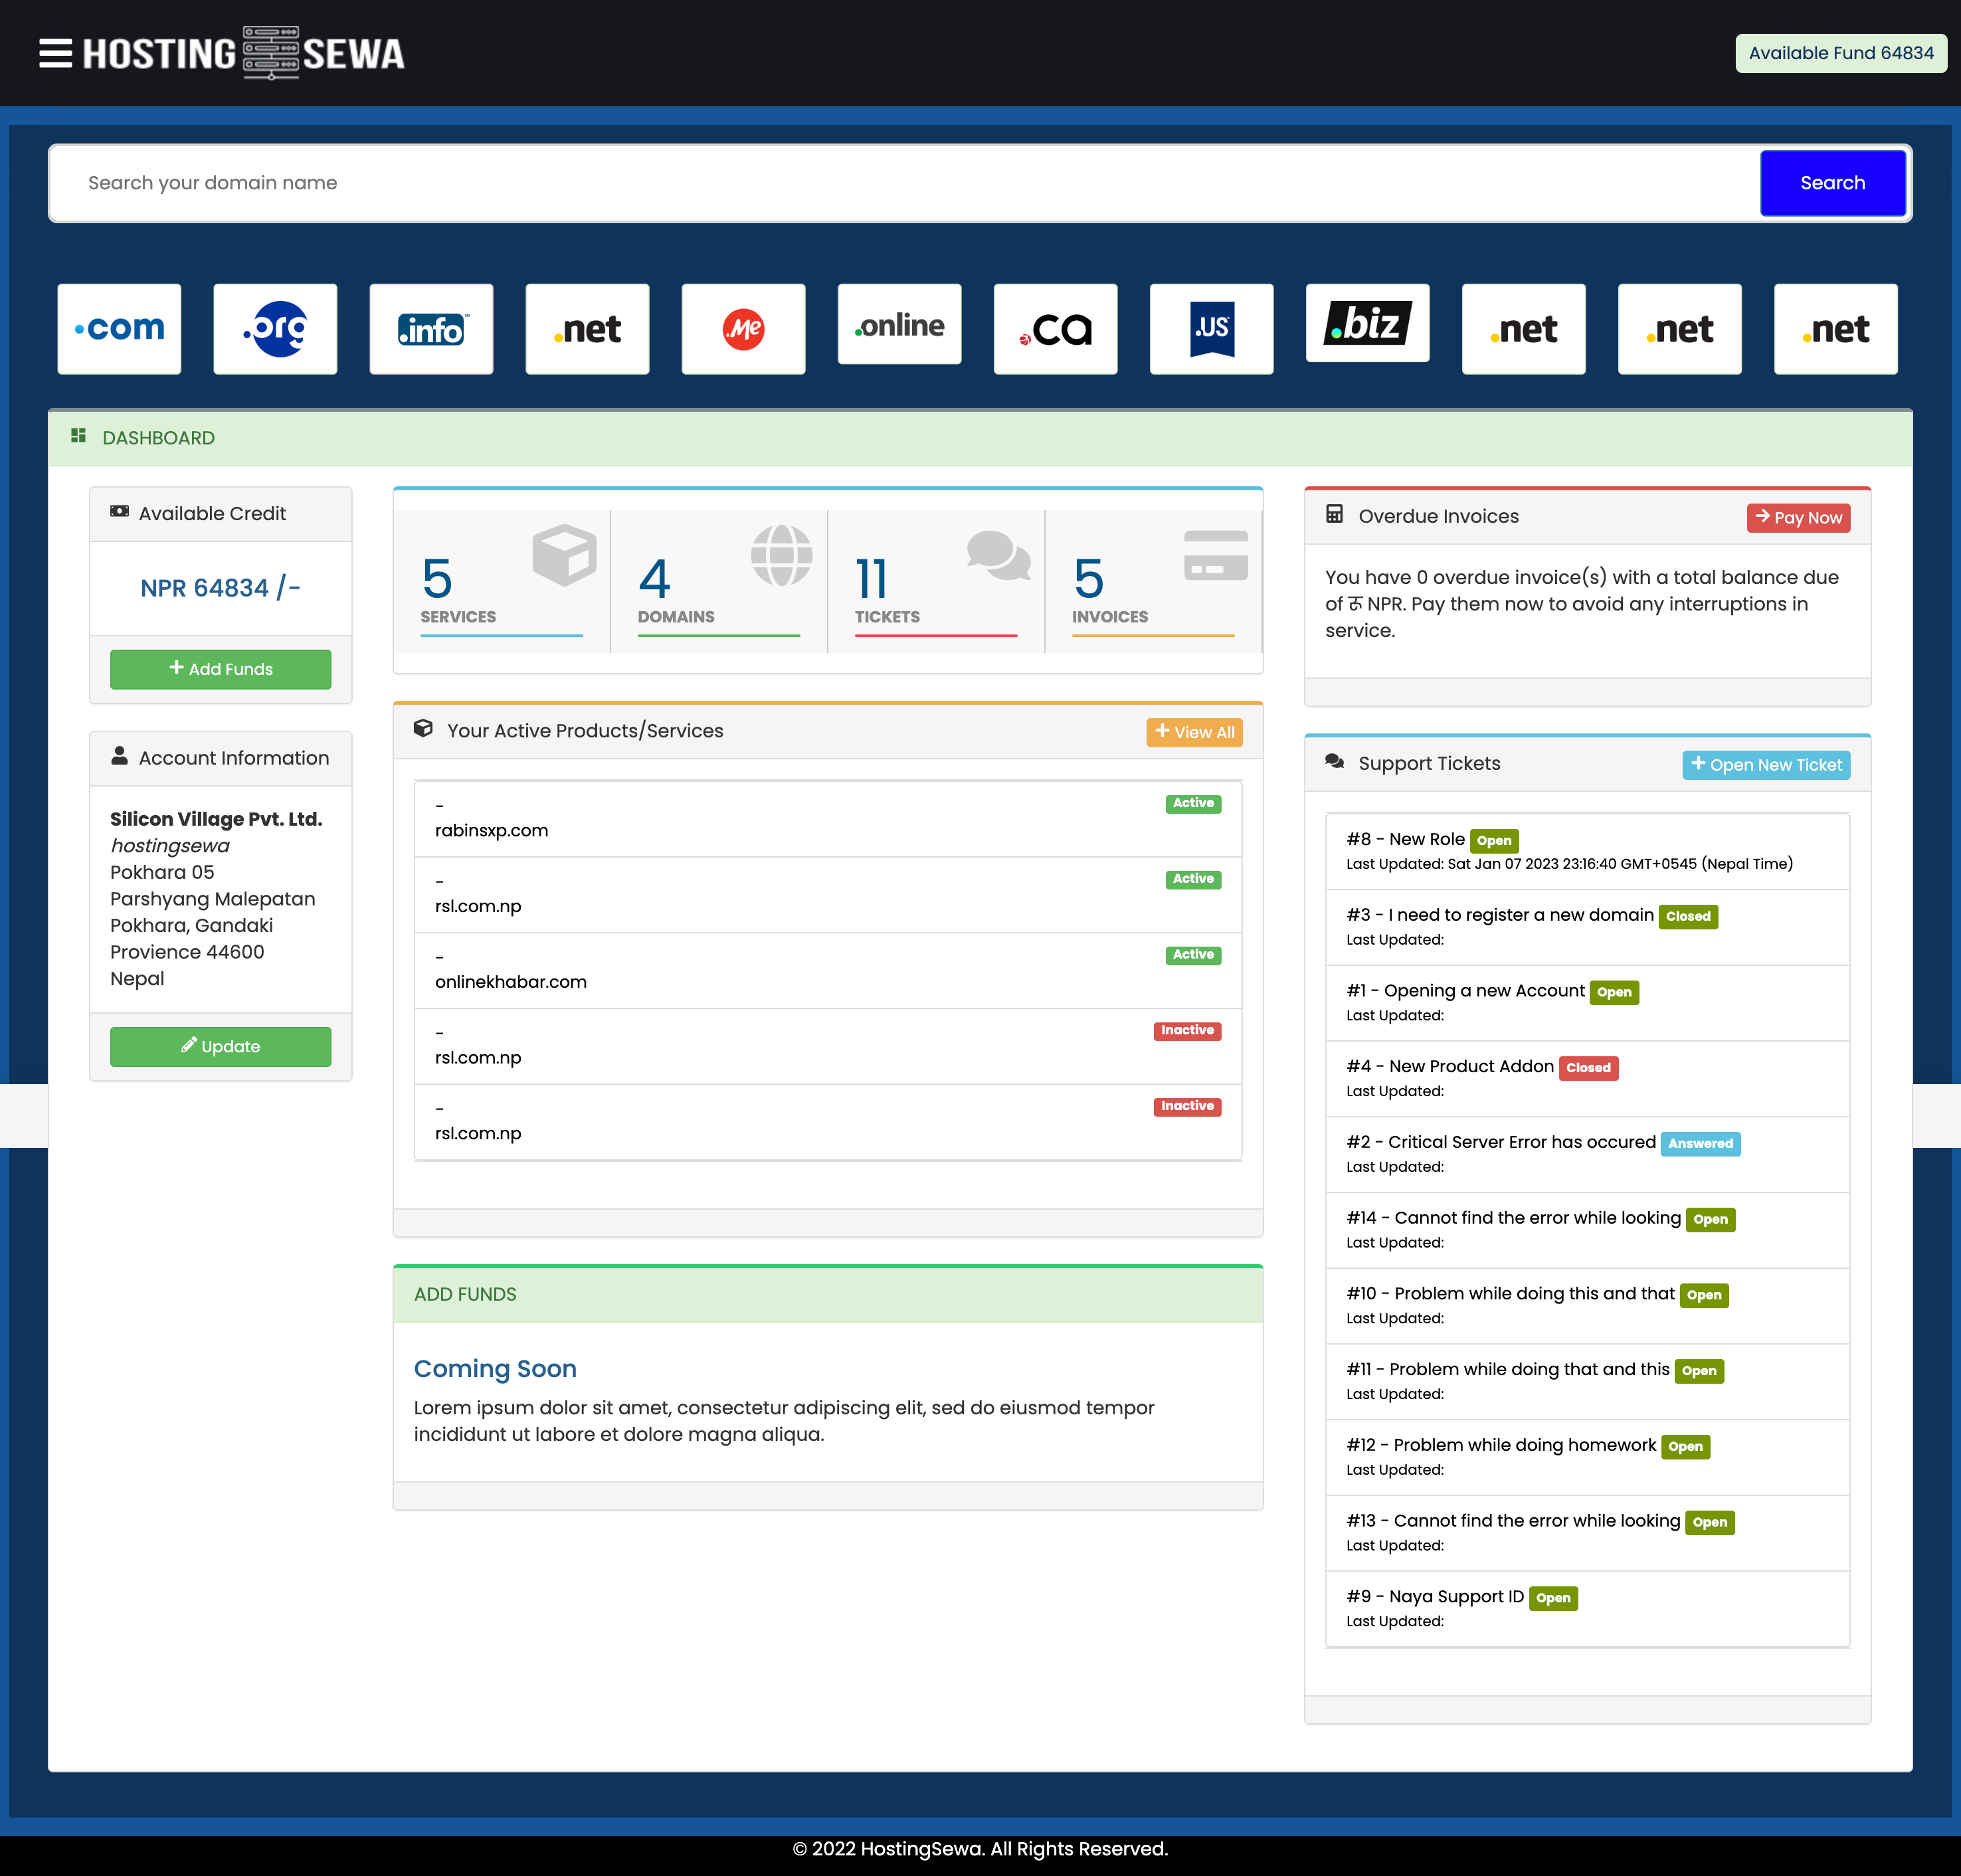 HOSTING SEWA
Available Fund 64834
Search your domain name
Search
.com
.org
.info
.net
.Me
.online
.ca
.US
.biz
.net
.net
.net
DASHBOARD
Available Credit
NPR 64834 /-
Add Funds
Account Information
Silicon Village Pvt. Ltd.
hostingsewa
Pokhara 05
Parshyang Malepatan
Pokhara, Gandaki
Provience 44600
Nepal
Update
5
SERVICES
4
DOMAINS
11
TICKETS
5
INVOICES
Your Active Products/Services
View All
-
Active
rabinsxp.com
-
Active
rsl.com.np
-
Active
onlinekhabar.com
-
Inactive
rsl.com.np
-
Inactive
rsl.com.np
ADD FUNDS
Coming Soon
Lorem ipsum dolor sit amet, consectetur adipiscing elit, sed do eiusmod tempor
incididunt ut labore et dolore magna aliqua.
Overdue Invoices
Pay Now
You have 0 overdue invoice(s) with a total balance due
of रु NPR. Pay them now to avoid any interruptions in
service.
Support Tickets
Open New Ticket
#8 - New Role Open
Last Updated: Sat Jan 07 2023 23:16:40 GMT+0545 (Nepal Time)
#3 - I need to register a new domain Closed
Last Updated:
#1 - Opening a new Account Open
Last Updated:
#4 - New Product Addon Closed
Last Updated:
#2 - Critical Server Error has occured Answered
Last Updated:
#14 - Cannot find the error while looking Open
Last Updated:
#10 - Problem while doing this and that Open
Last Updated:
#11 - Problem while doing that and this Open
Last Updated:
#12 - Problem while doing homework Open
Last Updated:
#13 - Cannot find the error while looking Open
Last Updated:
#9 - Naya Support ID Open
Last Updated:
© 2022 HostingSewa. All Rights Reserved.